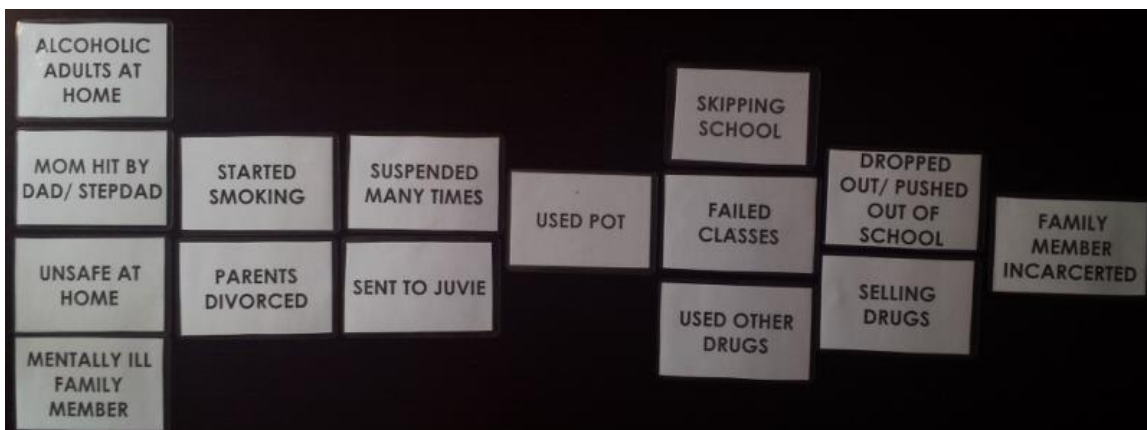 ALCOHOLIC
ADULTS AT
HOME
MOM HIT BY
DAD/ STEPDAD
UNSAFE AT
HOME
MENTALLY ILL
FAMILY
MEMBER
STARTED
SMOKING
PARENTS
DIVORCED
SUSPENDED
MANY TIMES
SENT TO JUVIE
USED POT
SKIPPING
SCHOOL
FAILED
CLASSES
USED OTHER
DRUGS
DROPPED
OUT/ PUSHED
OUT OF
SCHOOL
SELLING
DRUGS
FAMILY
MEMBER
INCARCERTED